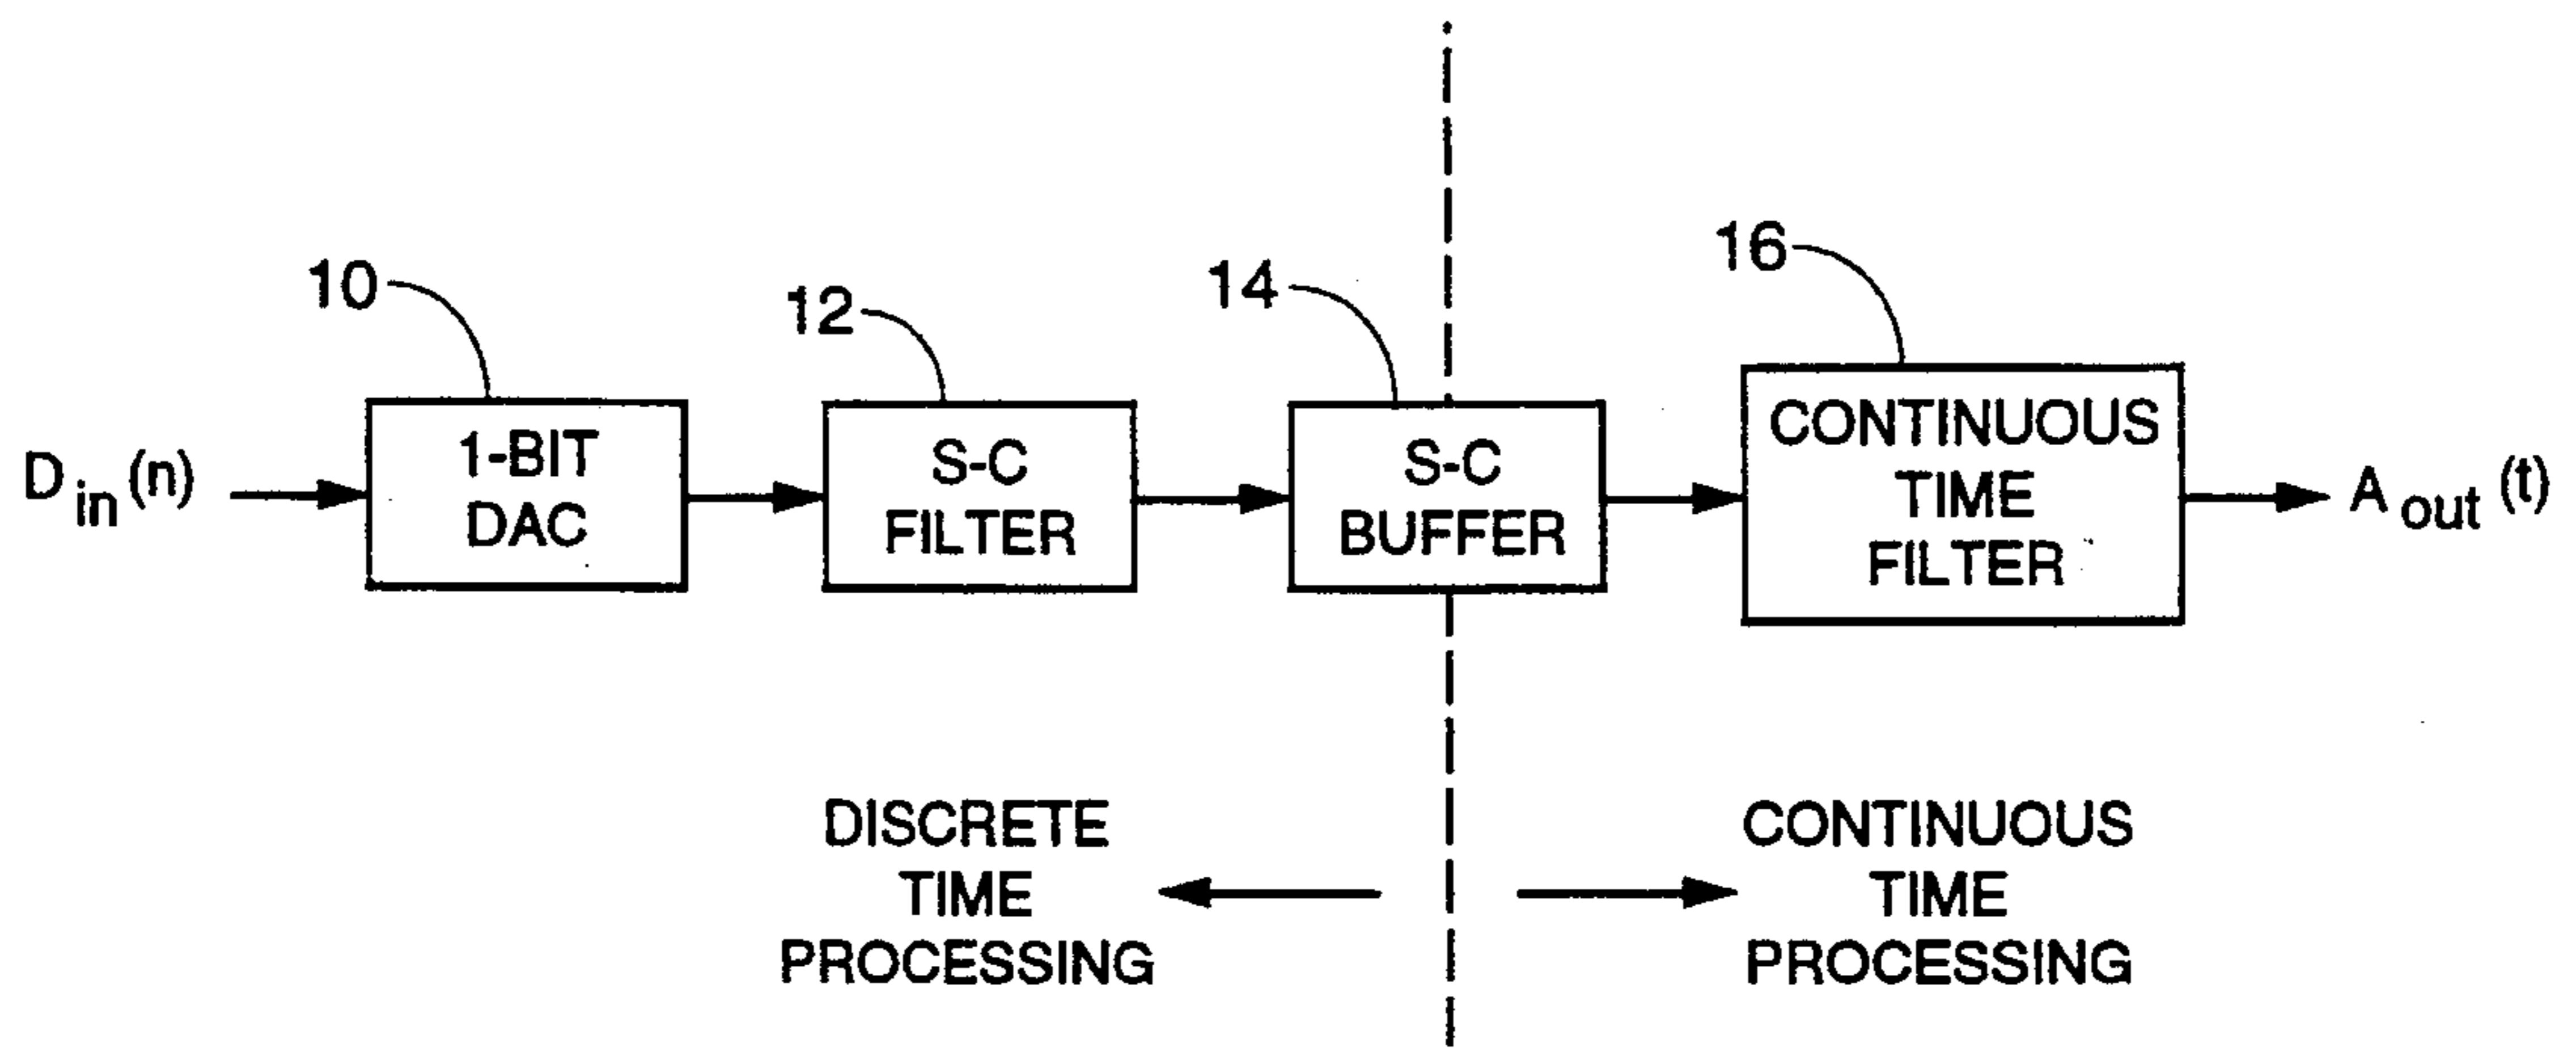 10
12
14
16
D in (n)
1-BIT
DAC
S-C
FILTER
S-C
BUFFER
CONTINUOUS
TIME
FILTER
A out (t)
DISCRETE
TIME
PROCESSING
CONTINUOUS
TIME
PROCESSING